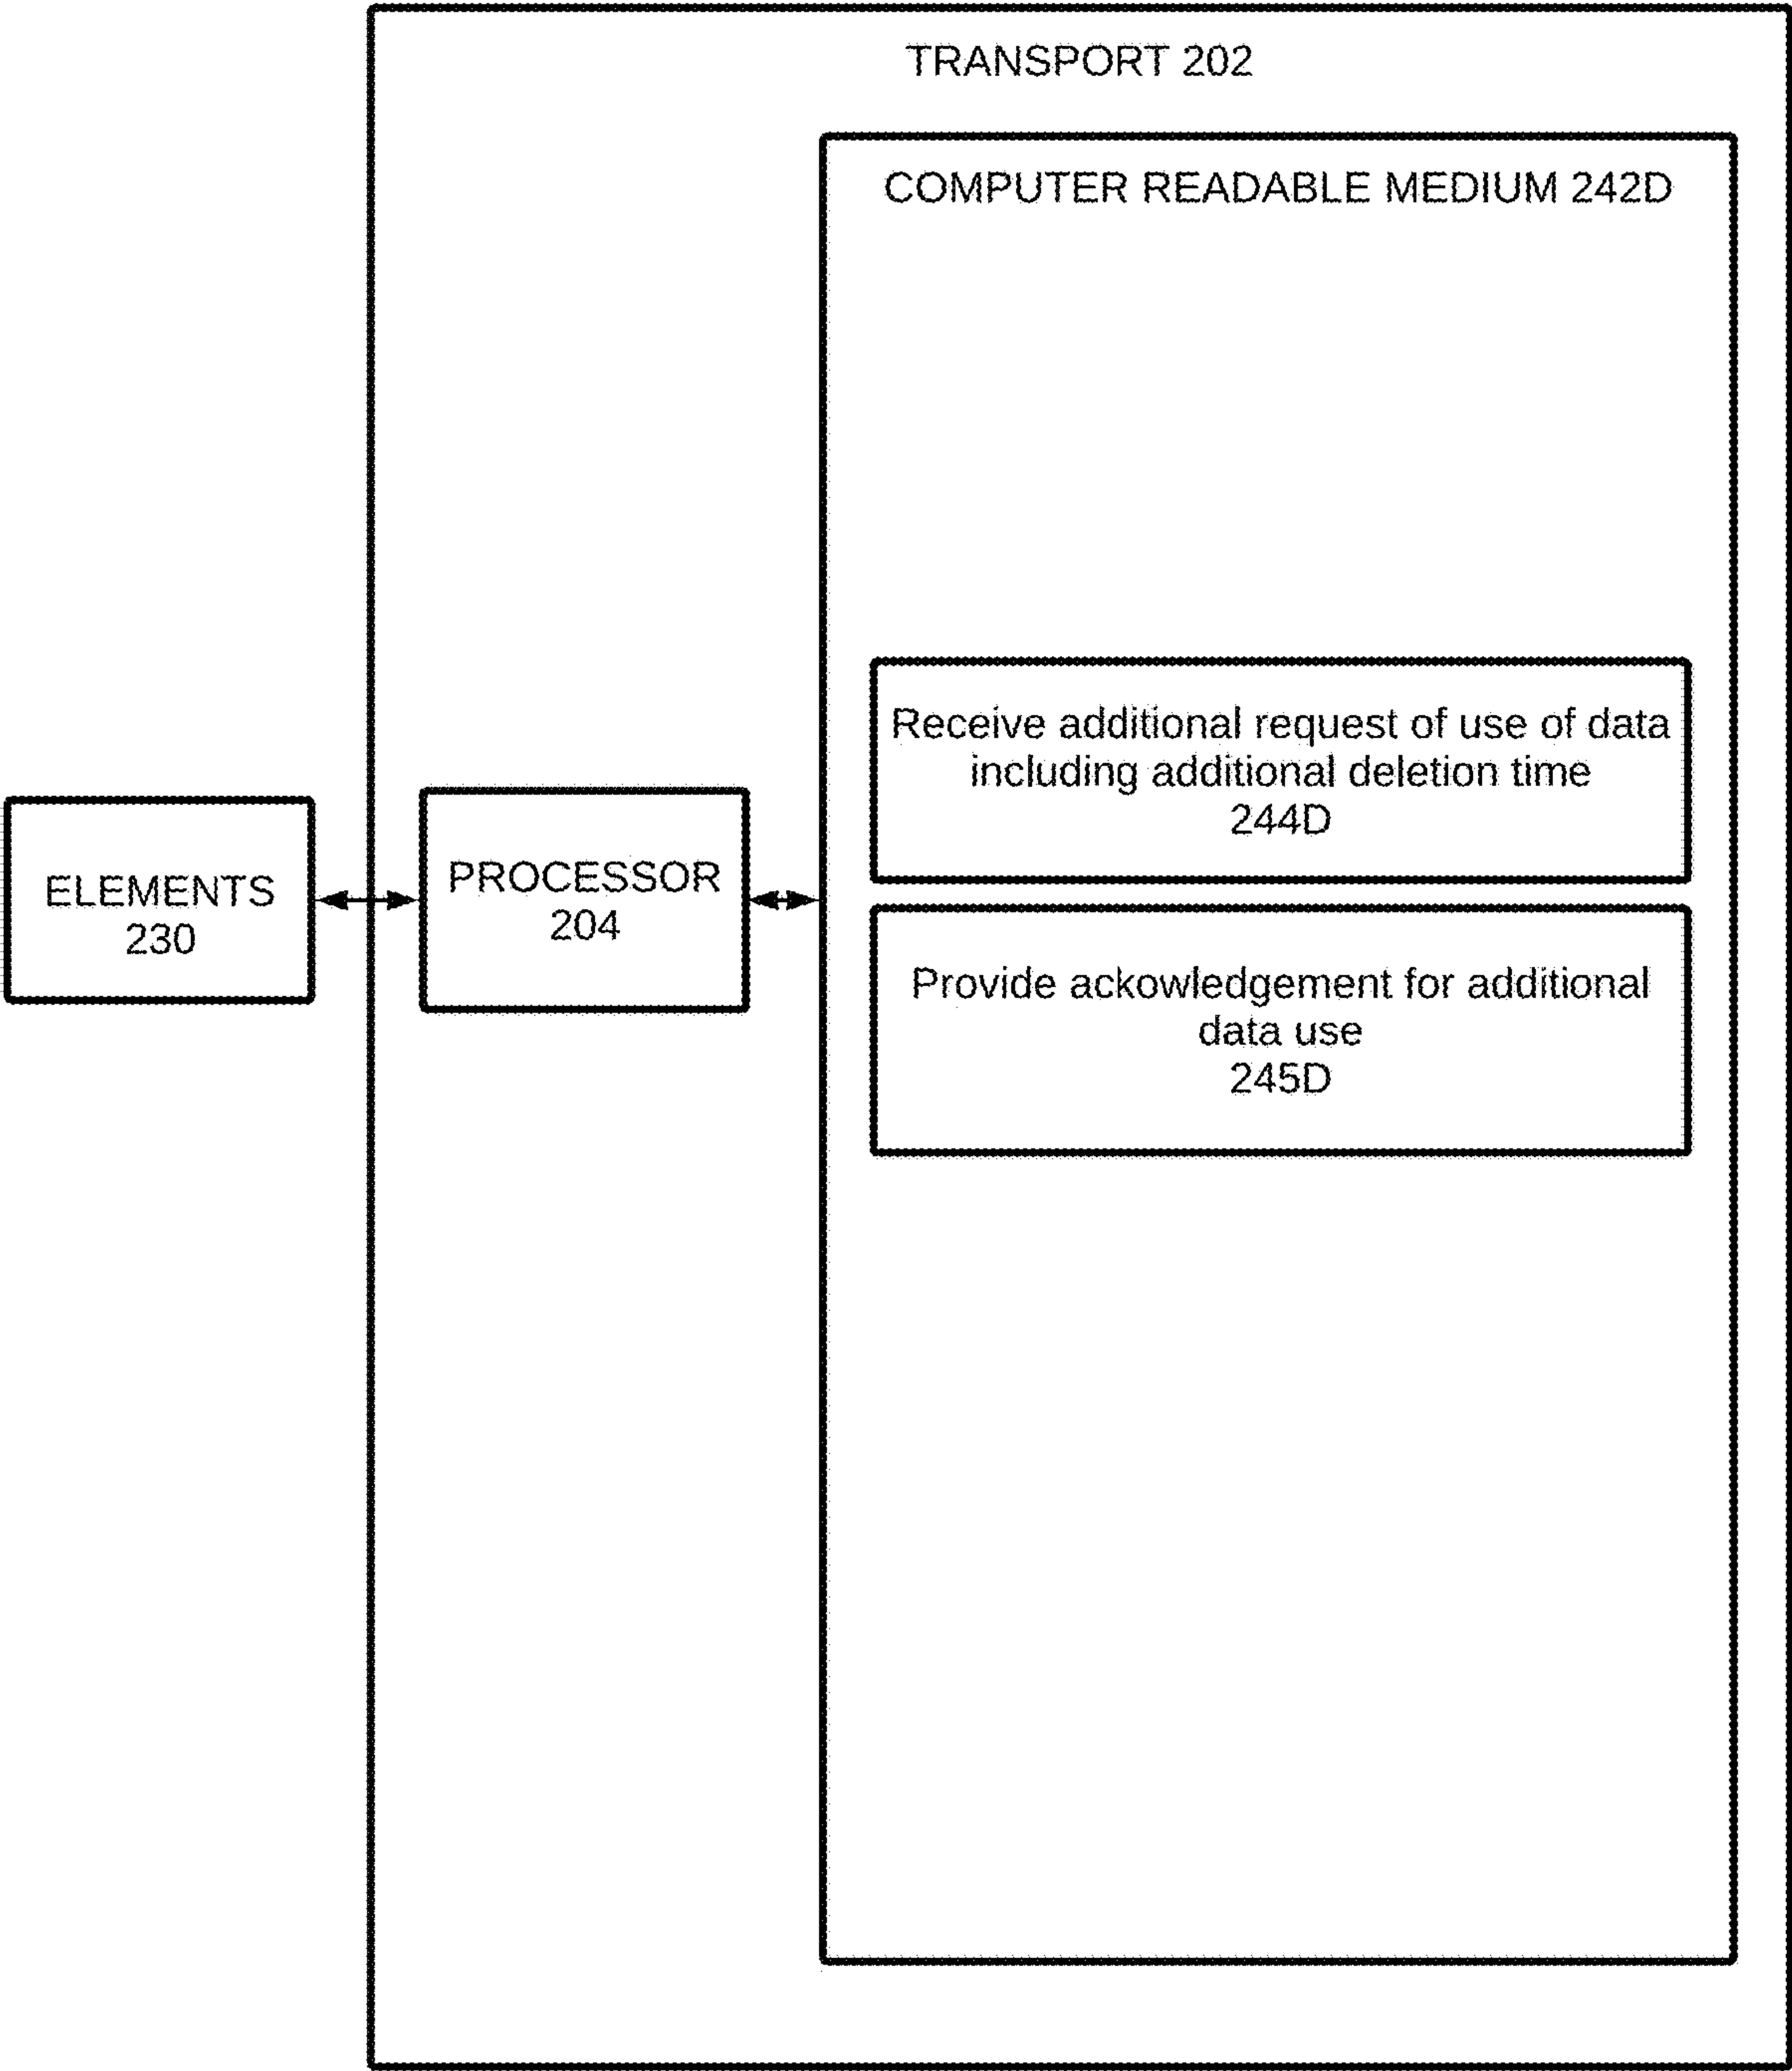 TRANSPORT 202
COMPUTER READABLE MEDIUM 242D
Receive additional request of use of data
including additional deletion time
244D
ELEMENTS
230
PROCESSOR
204
Provide ackowledgement for additional
data use
245D